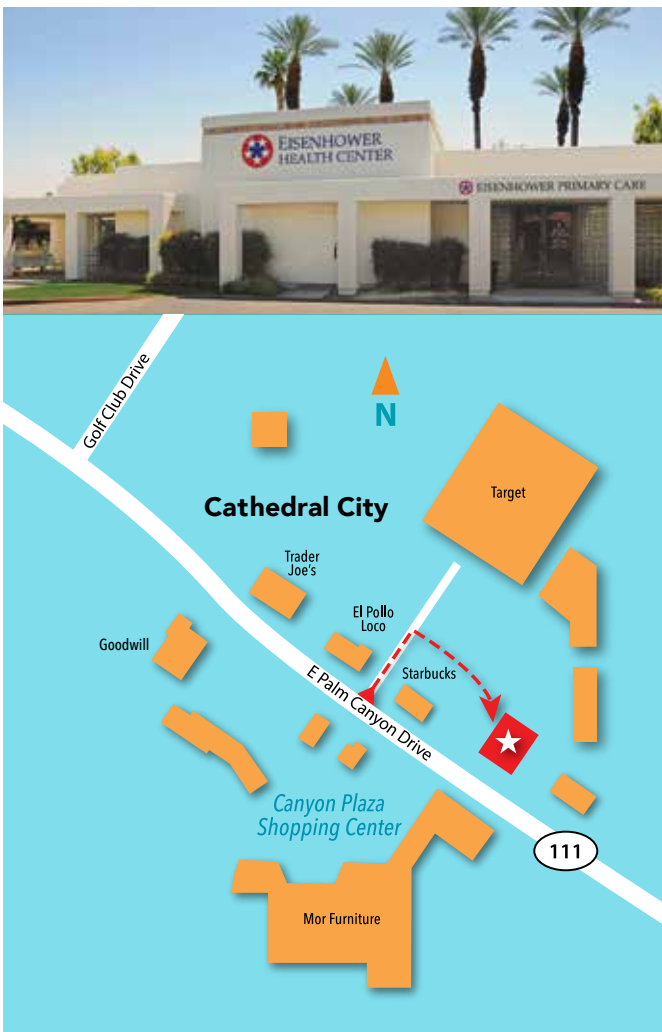 EISENHOWER
HEALTH CENTER
EISENHOWER PRIMARY CARE
Golf Club Drive
N
Target
Cathedral City
Trader
Joe's
El Pollo
Loco
Goodwill
Starbucks
E Palm Canyon Drive
Canyon Plaza
Shopping Center
111
Mor Furniture